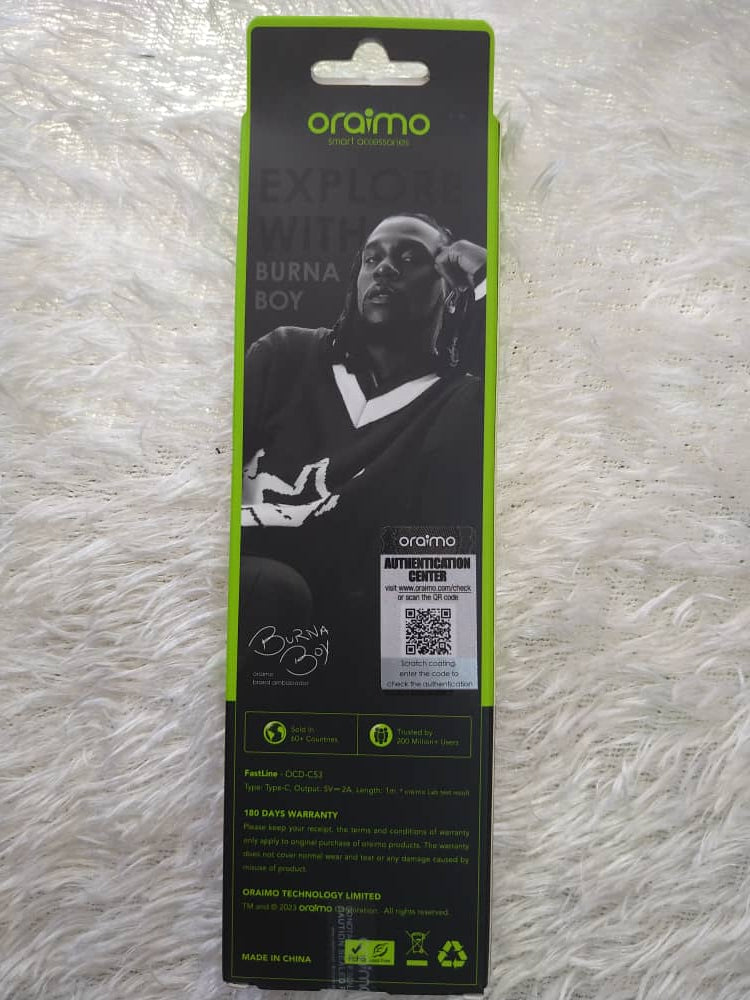 oraimo
smart accessories
EXPLORE
WITH
BURNA
BOY
oraimo
AUTHENTICATION
CENTER
visit www.oraimo.com/check
or scan the QR code
Scratch coating,
enter the code to
check the authentication
BURNA
BOY
oraimo
brand ambassador
Sold in
60+ Countries
Trusted by
200 Million+ Users
FastLine - OCD-C53
Type: Type-C, Output: 5V⎓2A, Length: 1m * oraimo Lab test result
180 DAYS WARRANTY
Please keep your receipt, the terms and conditions of warranty
only apply to original purchase of oraimo products. The warranty
does not cover normal wear and tear or any damage caused by
misuse of product.
ORAIMO TECHNOLOGY LIMITED
TM and © 2023 oraimo Corporation. All rights reserved.
MADE IN CHINA